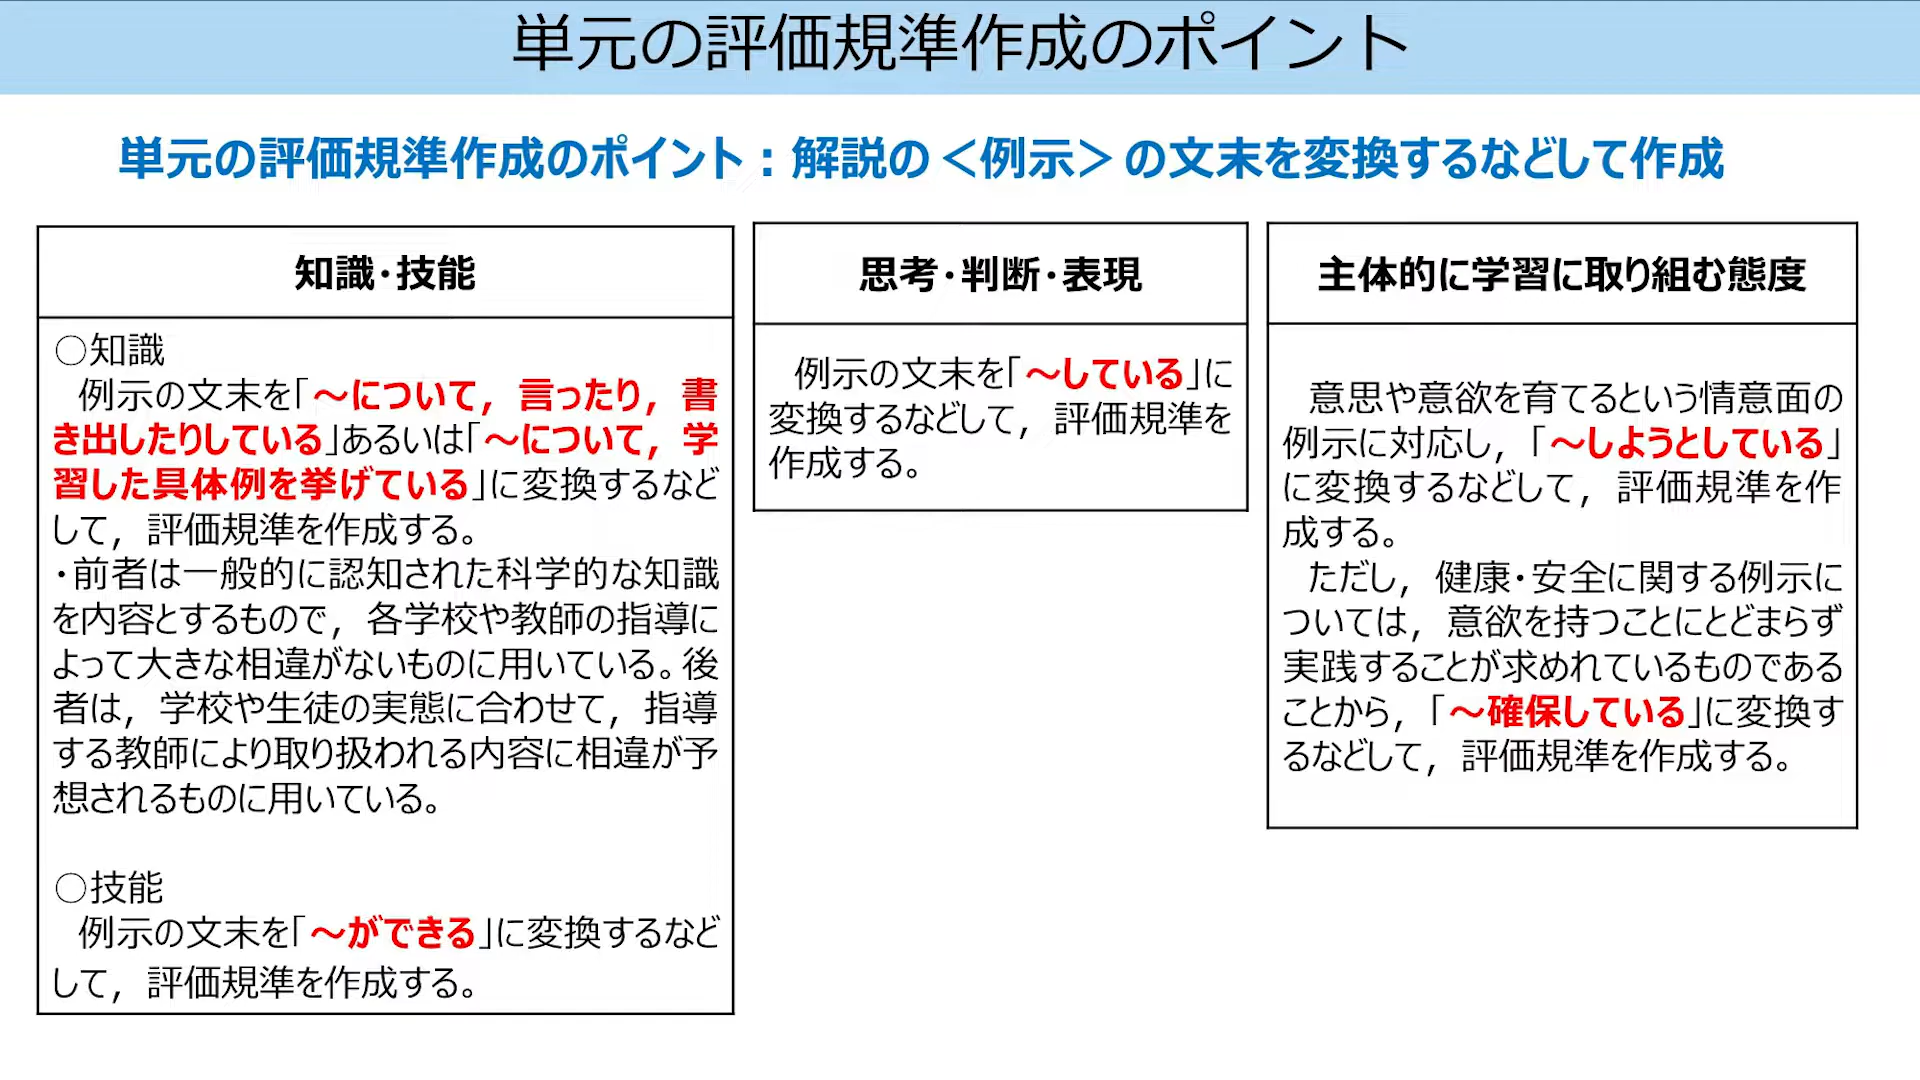 単元の評価規準作成のポイント
単元の評価規準作成のポイント：解説の＜例示＞の文末を変換するなどして作成
知識・技能
○知識
例示の文末を「～について，言ったり，書
き出したりしている」あるいは「～について，学
習した具体例を挙げている」に変換するなど
して，評価規準を作成する。
・前者は一般的に認知された科学的な知識
を内容とするもので，各学校や教師の指導に
よって大きな相違がないものに用いている。後
者は，学校や生徒の実態に合わせて，指導
する教師により取り扱われる内容に相違が予
想されるものに用いている。
○技能
例示の文末を「～ができる」に変換するなど
して，評価規準を作成する。
思考・判断・表現
例示の文末を「～している」に
変換するなどして，評価規準を
作成する。
主体的に学習に取り組む態度
意思や意欲を育てるという情意面の
例示に対応し，「～しようとしている」
に変換するなどして，評価規準を作
成する。
ただし，健康・安全に関する例示に
ついては，意欲を持つことにとどまらず
実践することが求めれているものである
ことから，「～確保している」に変換す
るなどして，評価規準を作成する。